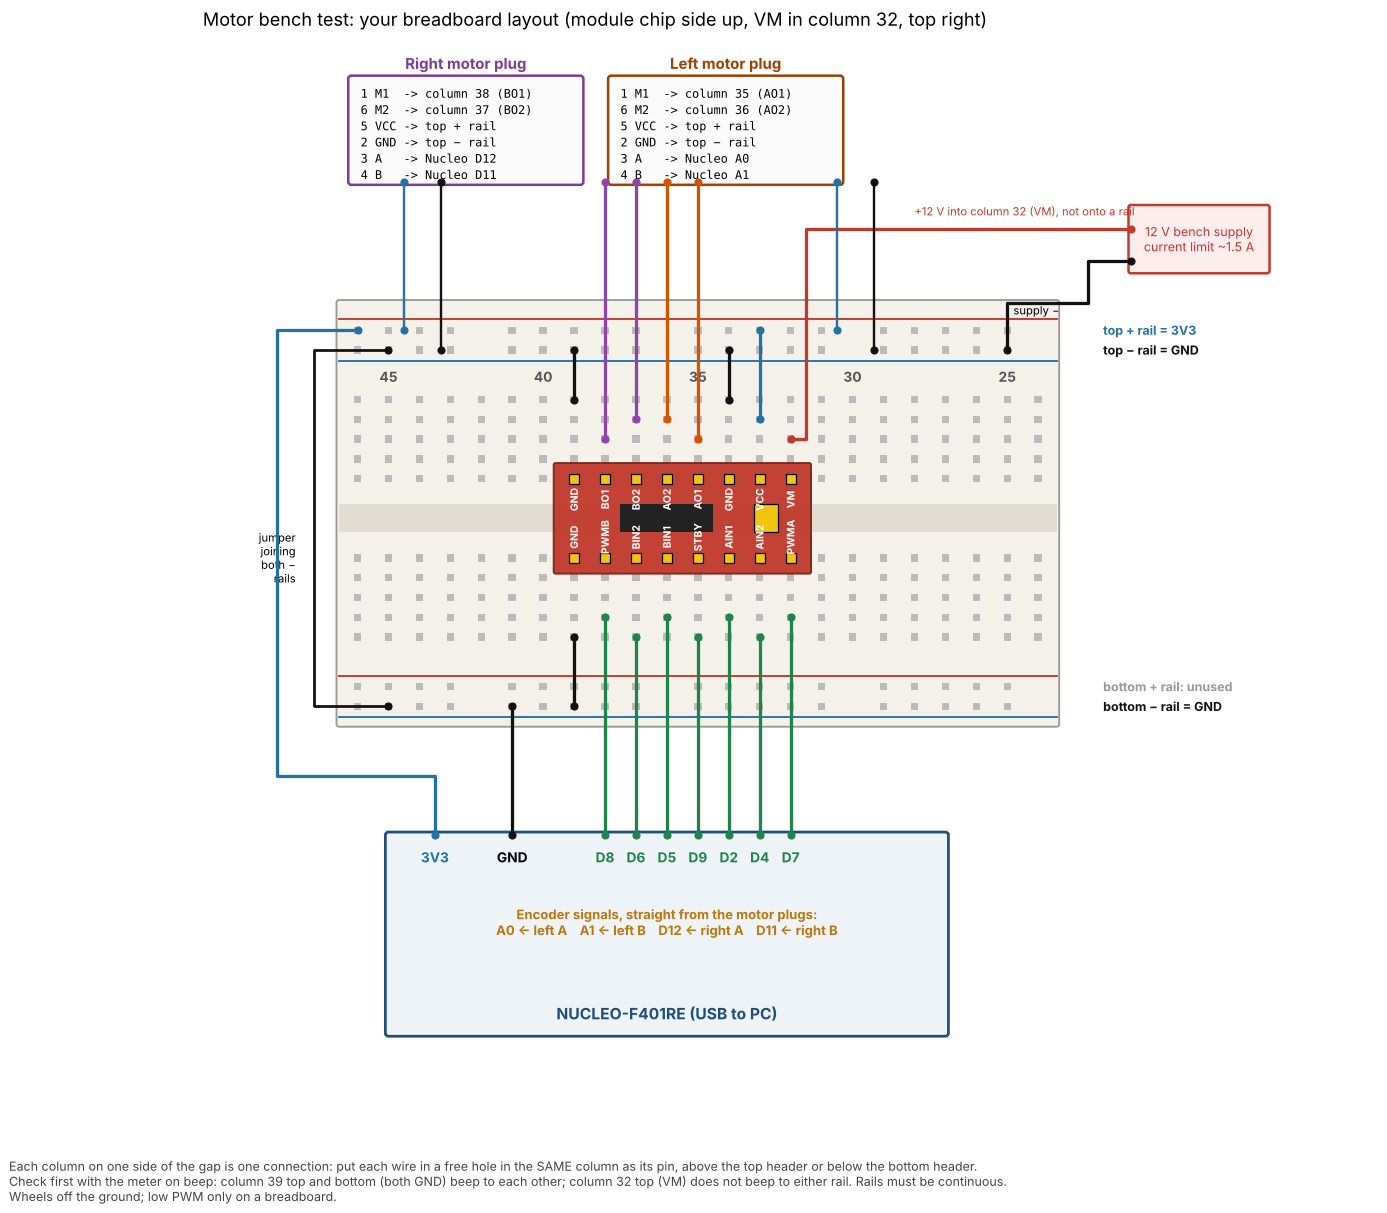 Motor bench test: your breadboard layout (module chip side up, VM in column 32, top right)
Right motor plug
1 M1 -> column 38 (BO1)
6 M2 -> column 37 (BO2)
5 VCC -> top + rail
2 GND -> top − rail
3 A -> Nucleo D12
4 B -> Nucleo D11
Left motor plug
1 M1 -> column 35 (AO1)
6 M2 -> column 36 (AO2)
5 VCC -> top + rail
2 GND -> top − rail
3 A -> Nucleo A0
4 B -> Nucleo A1
+12 V into column 32 (VM), not onto a rail
12 V bench supply
current limit ~1.5 A
supply −
top + rail = 3V3
top − rail = GND
45 40 35 30 25
GND BO1 BO2 AO2 AO1 GND VCC VM
GND PWMB BIN2 BIN1 STBY AIN1 AIN2 PWMA
jumper
joining
both −
rails
bottom + rail: unused
bottom − rail = GND
3V3 GND D8 D6 D5 D9 D2 D4 D7
Encoder signals, straight from the motor plugs:
A0 ← left A A1 ← left B D12 ← right A D11 ← right B
NUCLEO-F401RE (USB to PC)
Each column on one side of the gap is one connection: put each wire in a free hole in the SAME column as its pin, above the top header or below the bottom header.
Check first with the meter on beep: column 39 top and bottom (both GND) beep to each other; column 32 top (VM) does not beep to either rail. Rails must be continuous.
Wheels off the ground; low PWM only on a breadboard.